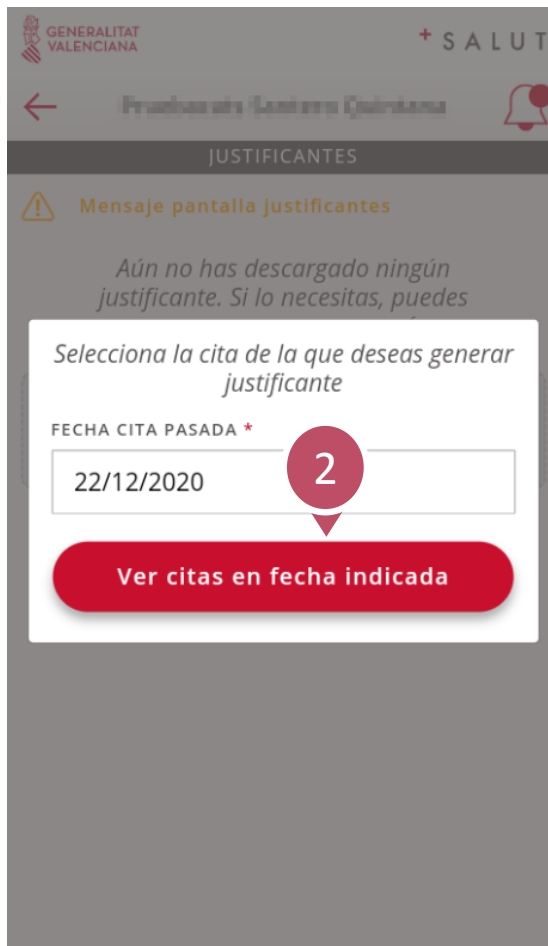 GENERALITAT
VALENCIANA
+SALUT
JUSTIFICANTES
Mensaje pantalla justificantes
Aún no has descargado ningún
justificante. Si lo necesitas, puedes
Selecciona la cita de la que deseas generar
justificante
FECHA CITA PASADA *
22/12/2020
2
Ver citas en fecha indicada